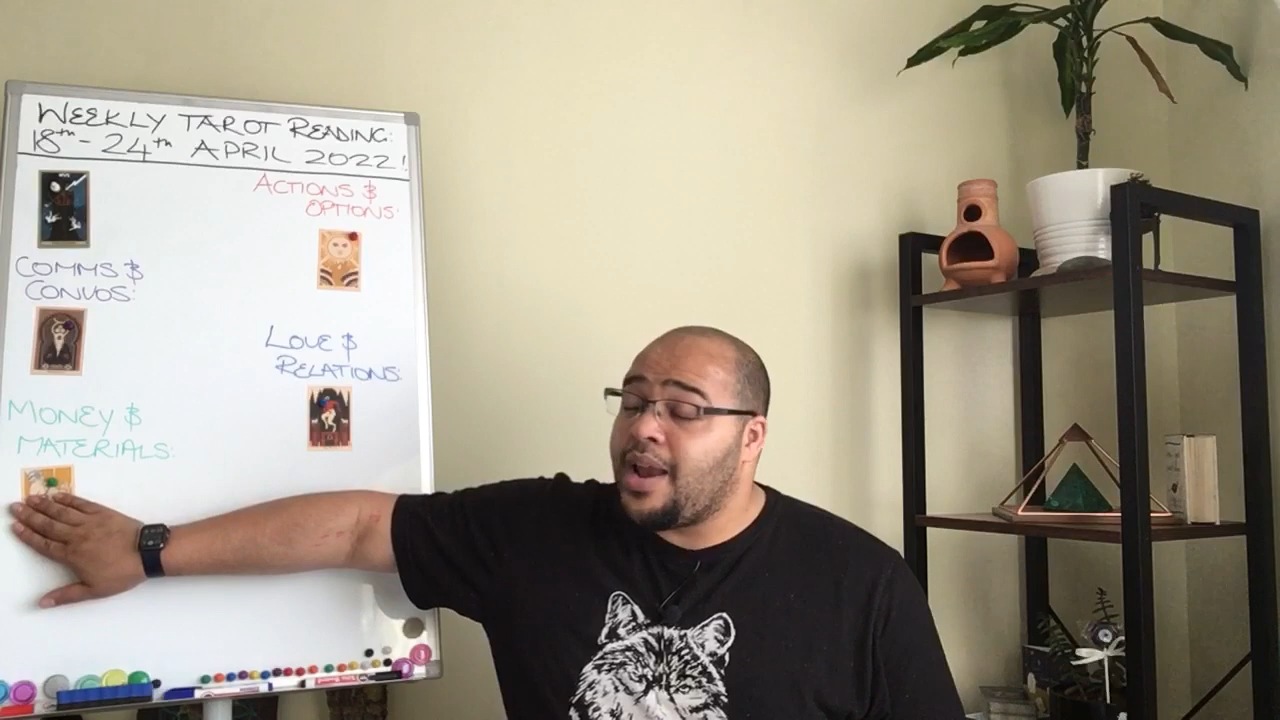 WEEKLY TAROT READING:
18th - 24th APRIL 2022!
ACTIONS &
OPTIONS:
COMMS &
CONVOS:
LOVE &
RELATIONS:
MONEY &
MATERIALS: